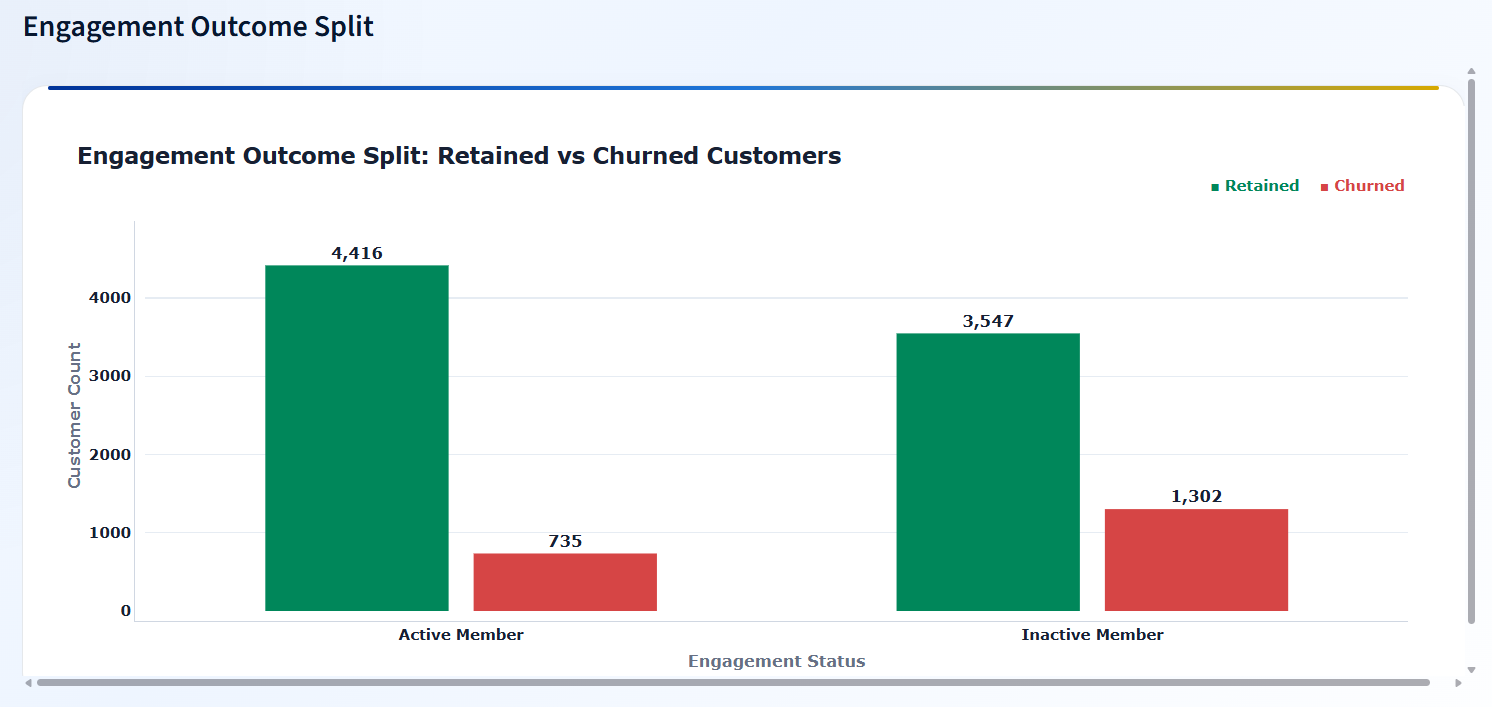 Engagement Outcome Split
Engagement Outcome Split: Retained vs Churned Customers
Retained Churned
4,416
4000
3,547
3000
Customer Count
2000
1,302
1000
735
0
Active Member Inactive Member
Engagement Status